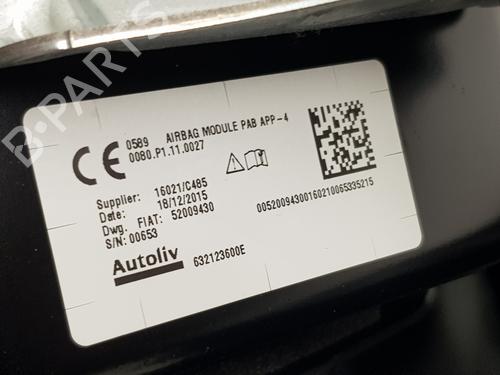 B-PARTS
CE 0589 AIRBAG MODULE PAB APP-4
0080.P1.11.0027
Supplier: 16021/C485
Date: 18/12/2015
Dwg. FIAT: 52009430
S/N: 00653
00520094300160210065335215
Autoliv 632123600E